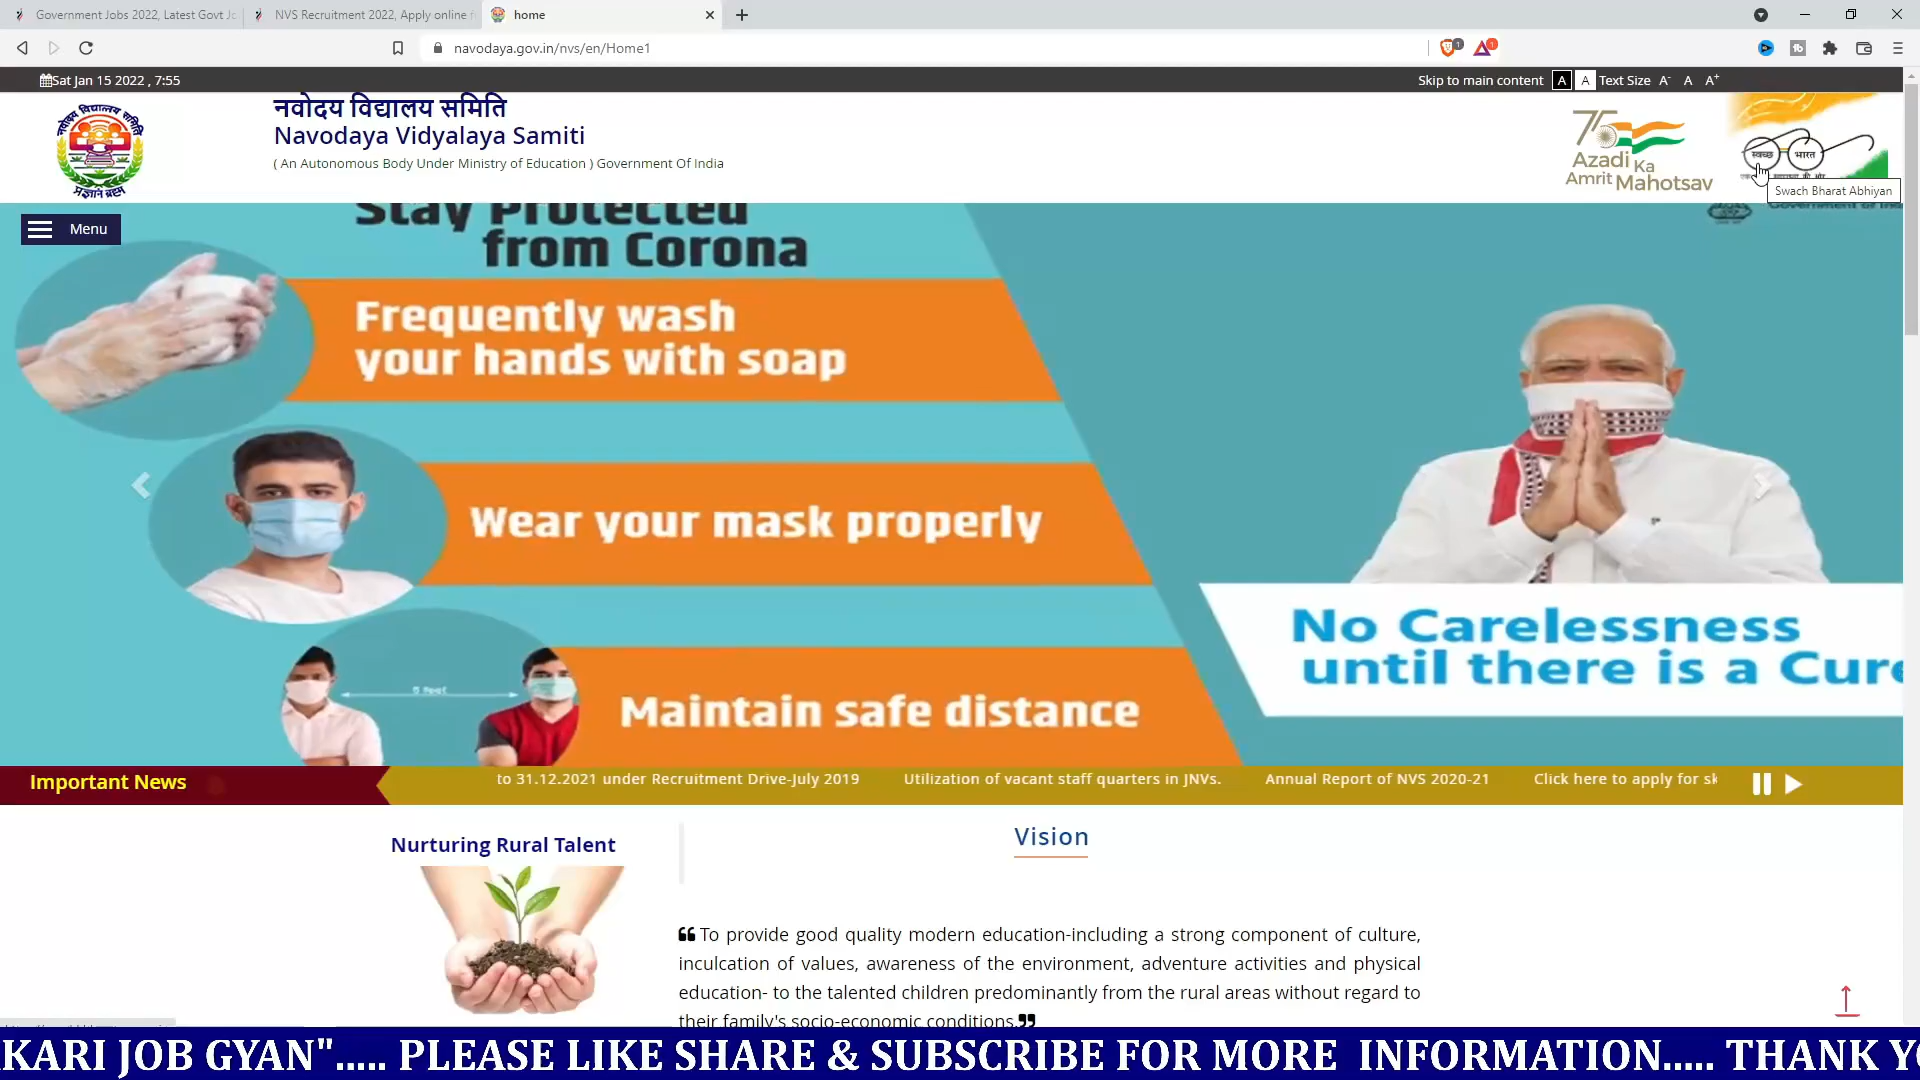 Government Jobs 2022, Latest Govt Jo
NVS Recruitment 2022, Apply online f
home
navodaya.gov.in/nvs/en/Home1
Sat Jan 15 2022 , 7:55
Skip to main content A A Text Size A- A A+
नवोदय विद्यालय समिति
Navodaya Vidyalaya Samiti
( An Autonomous Body Under Ministry of Education ) Government Of India
नवोदय विद्यालय समिति
प्रज्ञानं ब्रह्म
75
Azadi Ka
Amrit Mahotsav
स्वच्छ भारत
Swach Bharat Abhiyan
Menu
Stay Protected
from Corona
Frequently wash
your hands with soap
Wear your mask properly
Maintain safe distance
No Carelessness
until there is a Cure
Important News
to 31.12.2021 under Recruitment Drive-July 2019 Utilization of vacant staff quarters in JNVs. Annual Report of NVS 2020-21 Click here to apply for sk
Nurturing Rural Talent
Vision
❝ To provide good quality modern education-including a strong component of culture,
inculcation of values, awareness of the environment, adventure activities and physical
education- to the talented children predominantly from the rural areas without regard to
their family's socio-economic conditions.❞
KARI JOB GYAN"..... PLEASE LIKE SHARE & SUBSCRIBE FOR MORE INFORMATION..... THANK YO